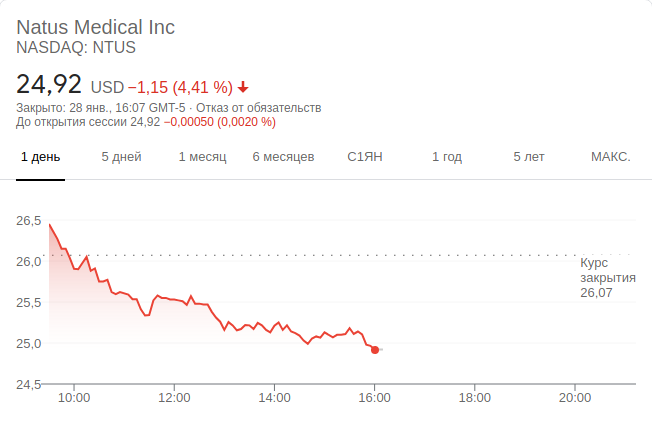 Natus Medical Inc
NASDAQ: NTUS
24,92 USD −1,15 (4,41 %)
Закрыто: 28 янв., 16:07 GMT-5 · Отказ от обязательств
До открытия сессии 24,92 −0,00050 (0,0020 %)
1 день 5 дней 1 месяц 6 месяцев С1ЯН 1 год 5 лет МАКС.
26,5
26,0
25,5
25,0
24,5
Курс
закрытия
26,07
10:00 12:00 14:00 16:00 18:00 20:00